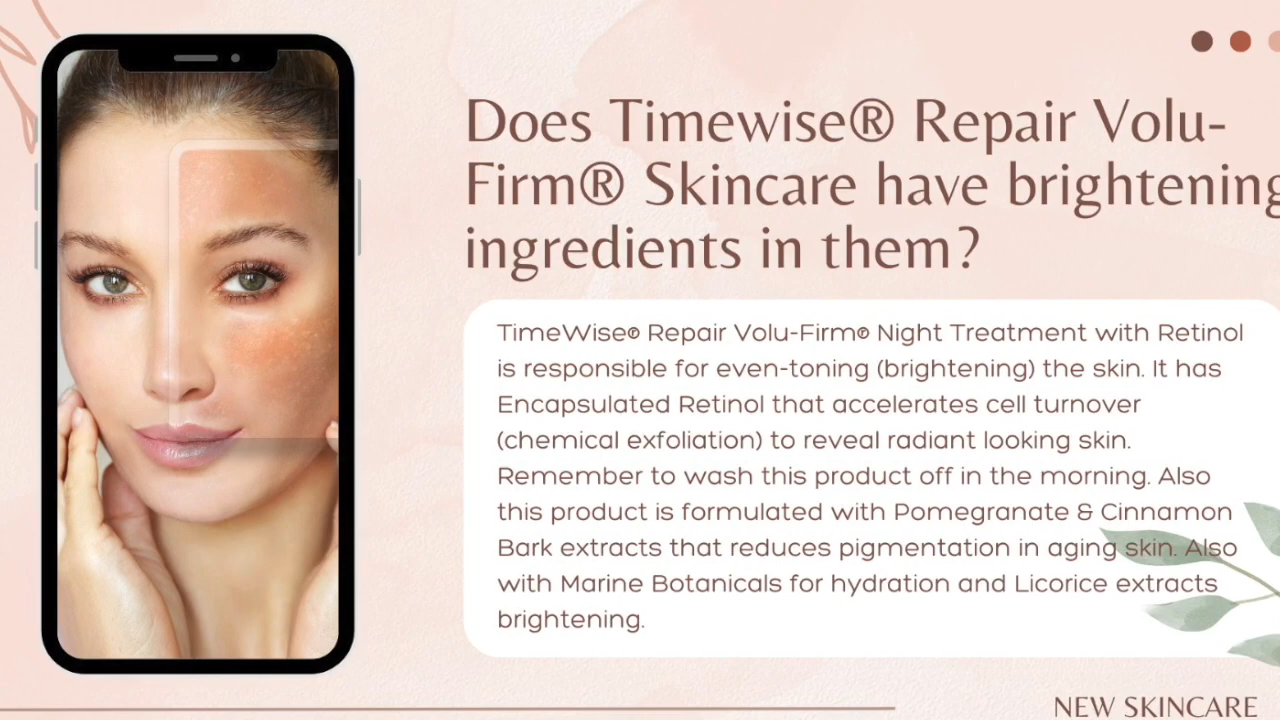 Does Timewise® Repair Volu-
Firm® Skincare have brightening
ingredients in them?
TimeWise® Repair Volu-Firm® Night Treatment with Retinol
is responsible for even-toning (brightening) the skin. It has
Encapsulated Retinol that accelerates cell turnover
(chemical exfoliation) to reveal radiant looking skin.
Remember to wash this product off in the morning. Also
this product is formulated with Pomegranate & Cinnamon
Bark extracts that reduces pigmentation in aging skin. Also
with Marine Botanicals for hydration and Licorice extracts
brightening.
NEW SKINCARE